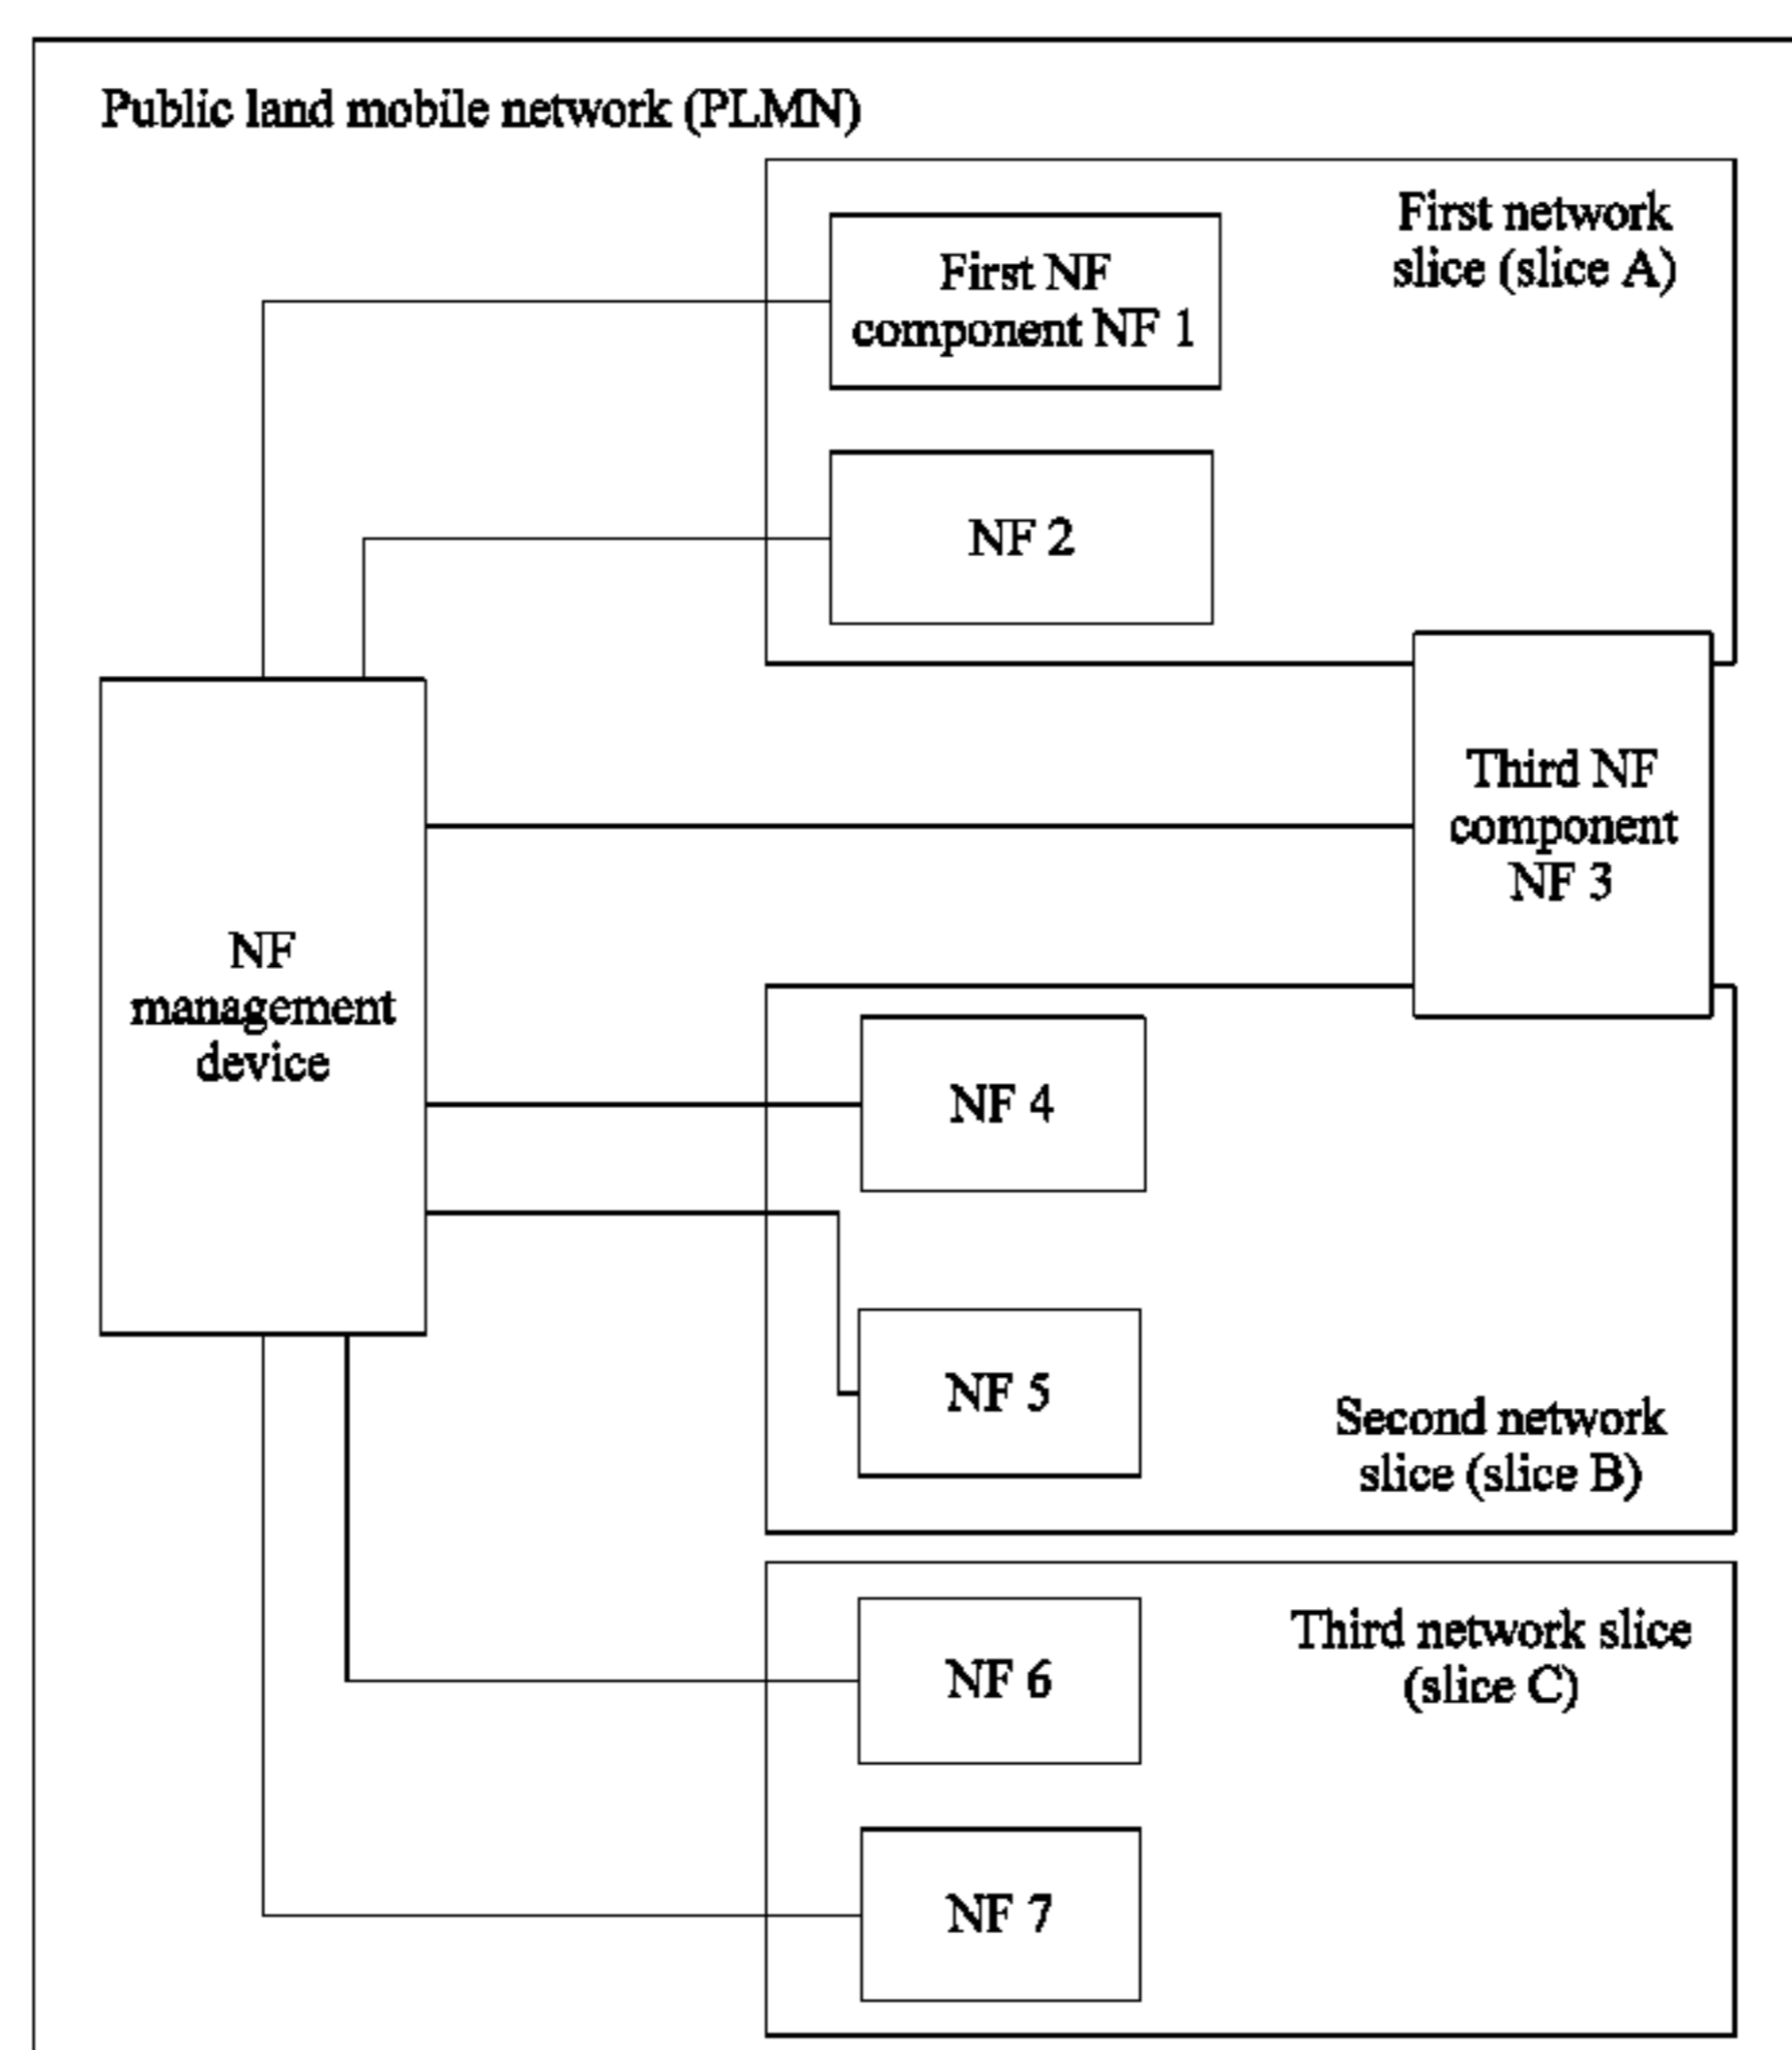 Public land mobile network (PLMN)
First network
slice (slice A)
First NF
component NF 1
NF 2
Third NF
component
NF 3
NF
management
device
NF 4
NF 5
Second network
slice (slice B)
NF 6
Third network slice
(slice C)
NF 7